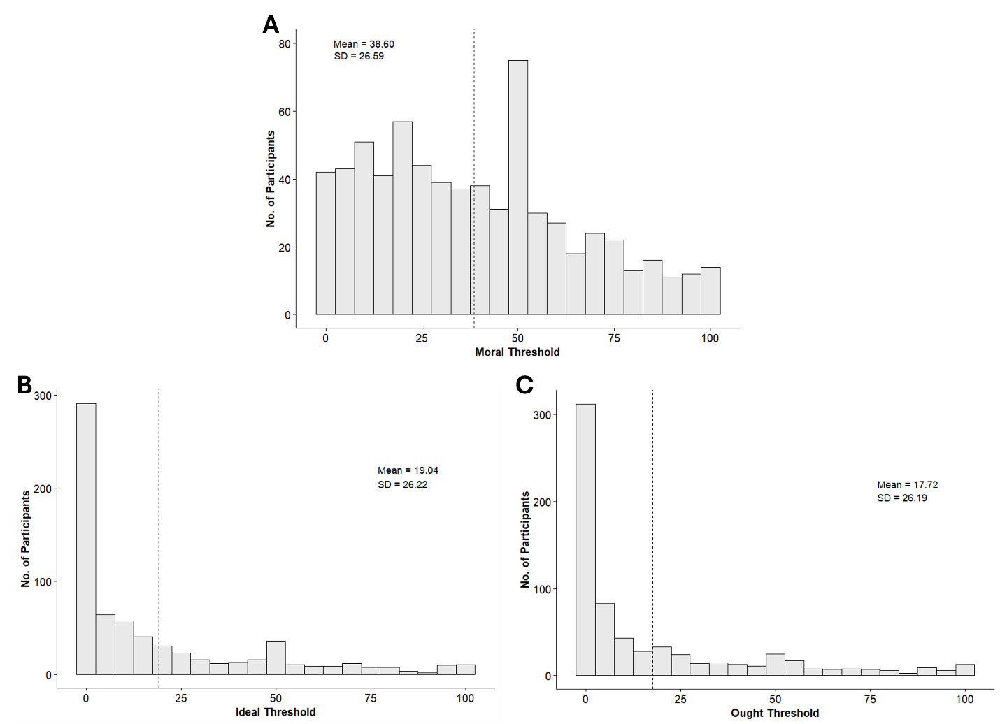 A
Mean = 38.60
SD = 26.59
80
60
40
20
0
No. of Participants
0 25 50 75 100
Moral Threshold
B
300
200
100
0
No. of Participants
Mean = 19.04
SD = 26.22
0 25 50 75 100
Ideal Threshold
C
300
200
100
0
No. of Participants
Mean = 17.72
SD = 26.19
0 25 50 75 100
Ought Threshold